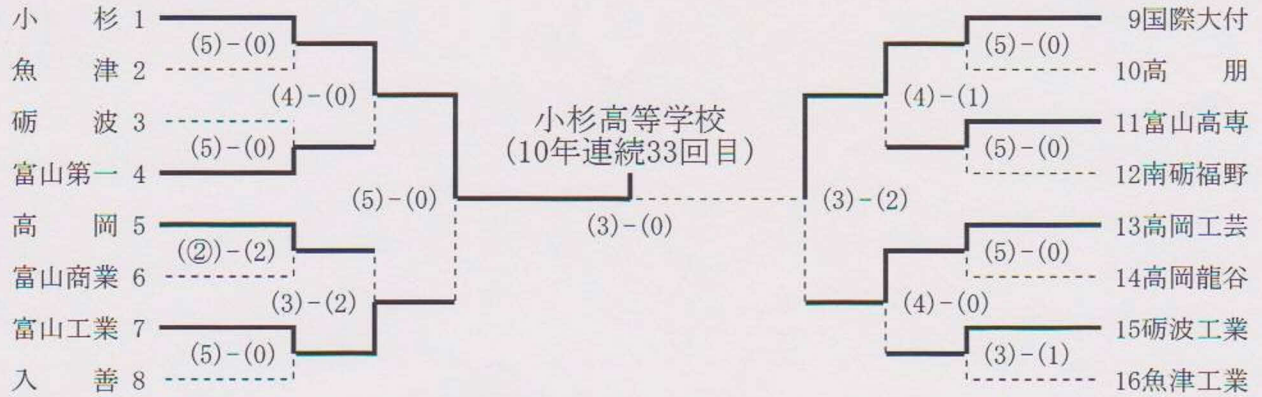 小杉 1
(5)-(0)
魚津 2
(4)-(0)
砺波 3
(5)-(0)
富山第一 4
(5)-(0)
高岡 5
(②)-(2)
富山商業 6
(3)-(2)
富山工業 7
(5)-(0)
入善 8
小杉高等学校
(10年連続33回目)
(3)-(0)
9国際大付
(5)-(0)
10高朋
(4)-(1)
11富山高専
(5)-(0)
12南砺福野
(3)-(2)
13高岡工芸
(5)-(0)
14高岡龍谷
(4)-(0)
15砺波工業
(3)-(1)
16魚津工業